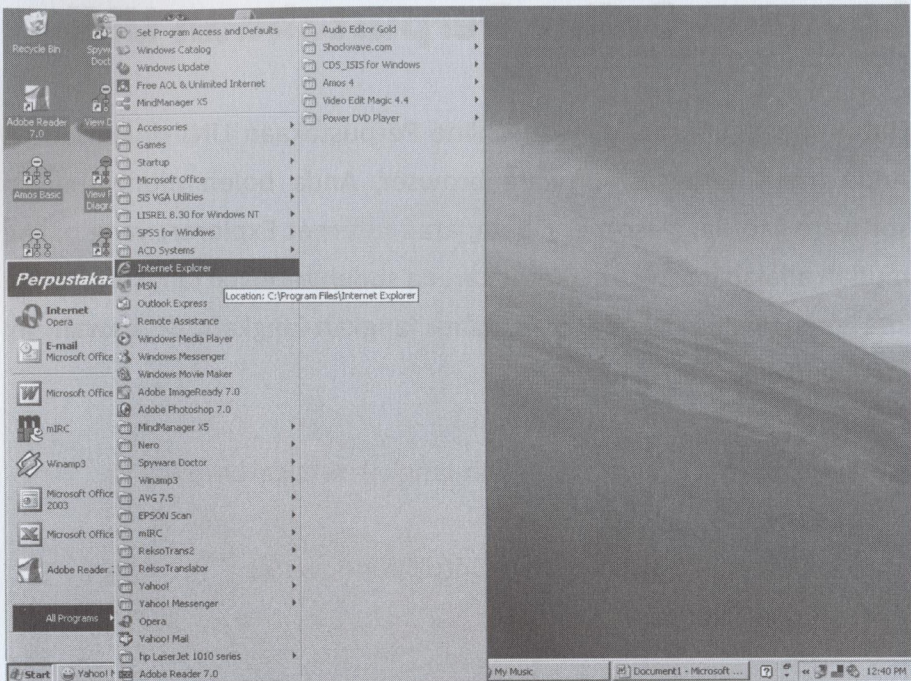 Recycle Bin
Spyw
Doct
Adobe Reader
7.0
View D
Amos Basic
View P
Diagra
Set Program Access and Defaults
Windows Catalog
Windows Update
Free AOL & Unlimited Internet
MindManager X5
Accessories
Games
Startup
Microsoft Office
SiS VGA Utilities
LISREL 8.30 for Windows NT
SPSS for Windows
ACD Systems
Internet Explorer
MSN
Outlook Express
Remote Assistance
Windows Media Player
Windows Messenger
Windows Movie Maker
Adobe ImageReady 7.0
Adobe Photoshop 7.0
MindManager X5
Nero
Spyware Doctor
Winamp3
AVG 7.5
EPSON Scan
mIRC
ReksoTrans2
ReksoTranslator
Yahoo!
Yahoo! Messenger
Opera
Yahoo! Mail
hp LaserJet 1010 series
Adobe Reader 7.0
Audio Editor Gold
Shockwave.com
CDS_ISIS for Windows
Amos 4
Video Edit Magic 4.4
Power DVD Player
Location: C:\Program Files\Internet Explorer
Perpustakaa
Internet
Opera
E-mail
Microsoft Office
Microsoft Office
mIRC
Winamp3
Microsoft Office
2003
Microsoft Office
Adobe Reader
All Programs
Start
Yahoo! M
My Music
Document1 - Microsoft ...
12:40 PM